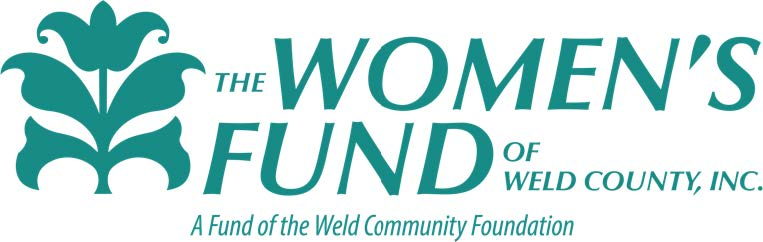 THE WOMEN'S
FUND OF
WELD COUNTY, INC.
A Fund of the Weld Community Foundation